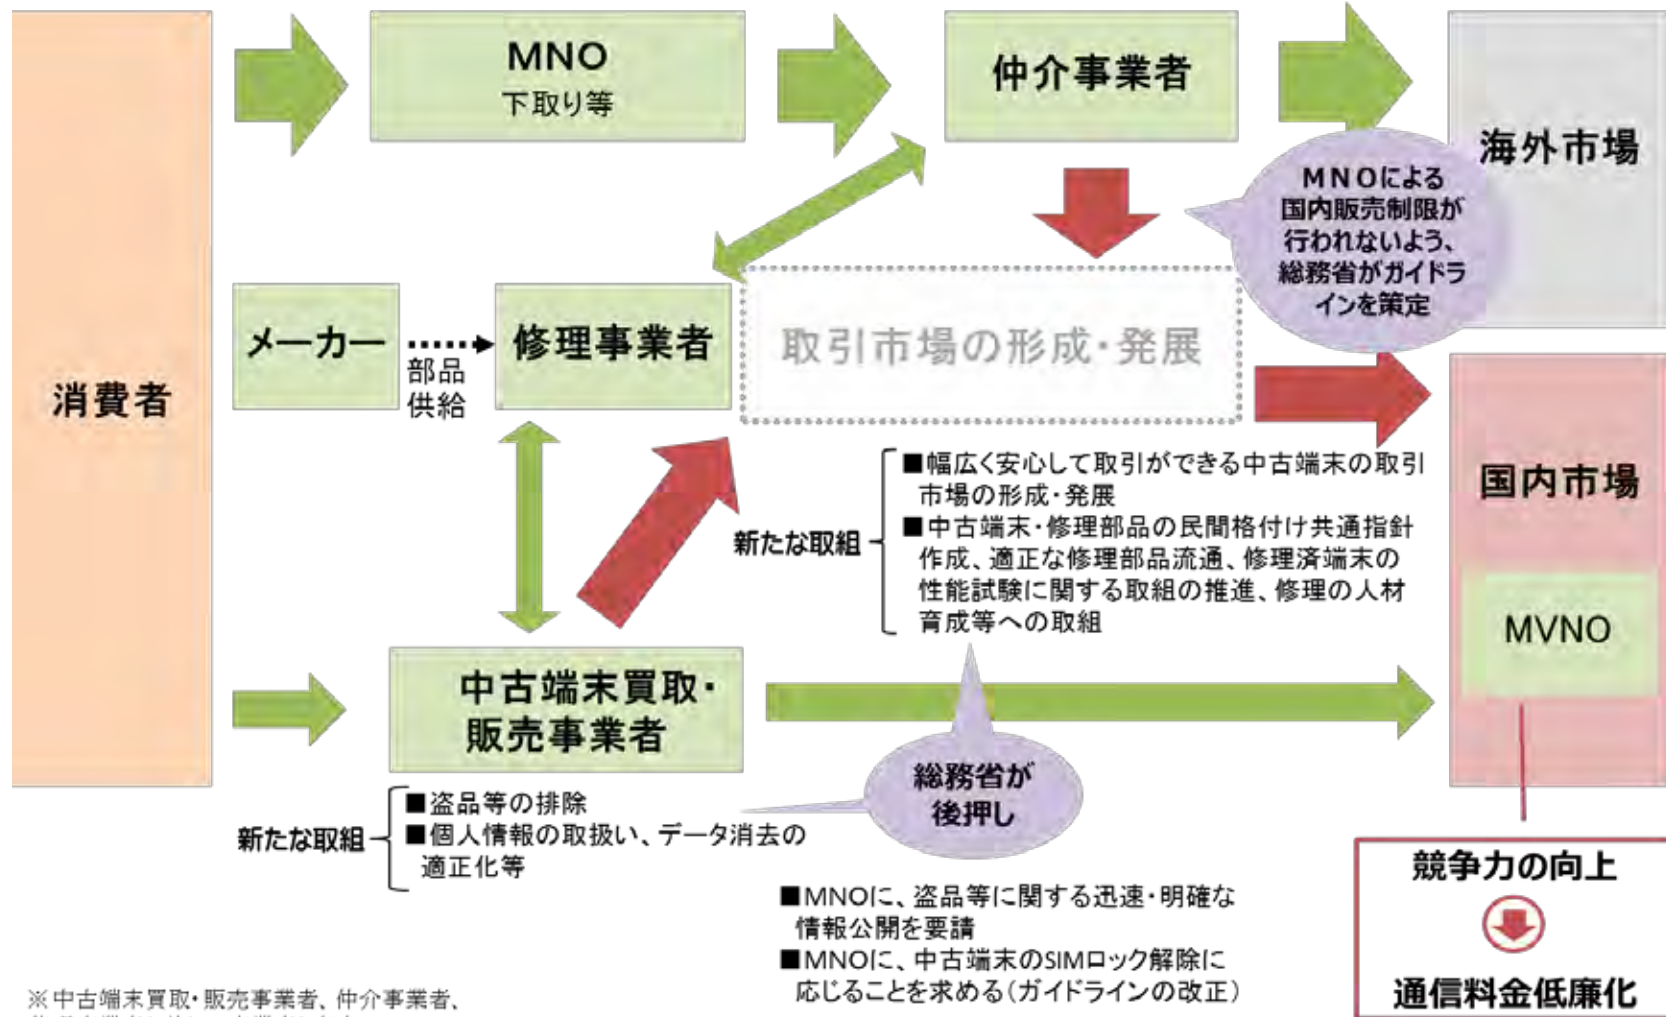 消費者
MNO
下取り等
仲介事業者
海外市場
MNOによる
国内販売制限が
行われないよう、
総務省がガイドラ
インを策定
メーカー
部品
供給
修理事業者
取引市場の形成・発展
国内市場
MVNO
新たな取組
■幅広く安心して取引ができる中古端末の取引
市場の形成・発展
■中古端末・修理部品の民間格付け共通指針
作成、適正な修理部品流通、修理済端末の
性能試験に関する取組の推進、修理の人材
育成等への取組
中古端末買取・
販売事業者
総務省が
後押し
新たな取組
■盗品等の排除
■個人情報の取扱い、データ消去の
適正化等
■MNOに、盗品等に関する迅速・明確な
情報公開を要請
■MNOに、中古端末のSIMロック解除に
応じることを求める(ガイドラインの改正)
競争力の向上
通信料金低廉化
※中古端末買取・販売事業者、仲介事業者、